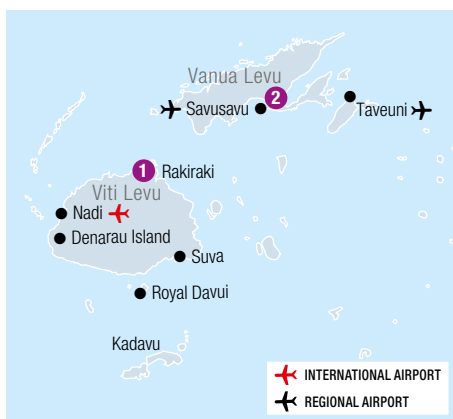 Vanua Levu
2
Savusavu
Taveuni
1
Rakiraki
Viti Levu
Nadi
Denarau Island
Suva
Royal Davui
Kadavu
INTERNATIONAL AIRPORT
REGIONAL AIRPORT